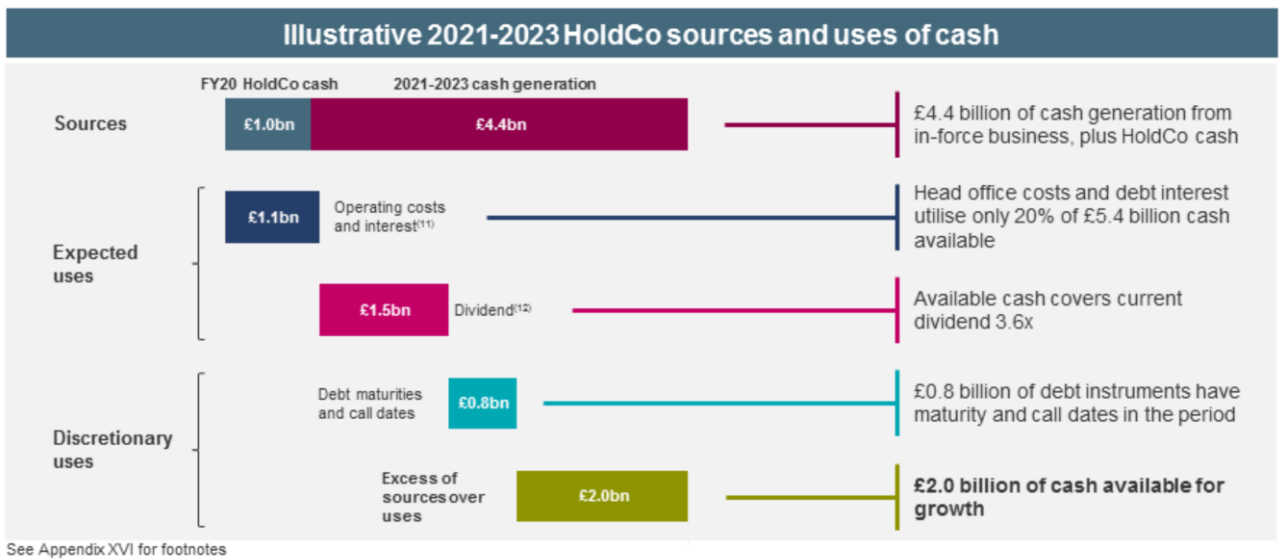 Illustrative 2021-2023 HoldCo sources and uses of cash
FY20 HoldCo cash
2021-2023 cash generation
Sources
£1.0bn
£4.4bn
£4.4 billion of cash generation from
in-force business, plus HoldCo cash
Expected
uses
£1.1bn
Operating costs
and interest(11)
Head office costs and debt interest
utilise only 20% of £5.4 billion cash
available
£1.5bn
Dividend(12)
Available cash covers current
dividend 3.6x
Discretionary
uses
Debt maturities
and call dates
£0.8bn
£0.8 billion of debt instruments have
maturity and call dates in the period
Excess of
sources over
uses
£2.0bn
£2.0 billion of cash available for
growth
See Appendix XVI for footnotes